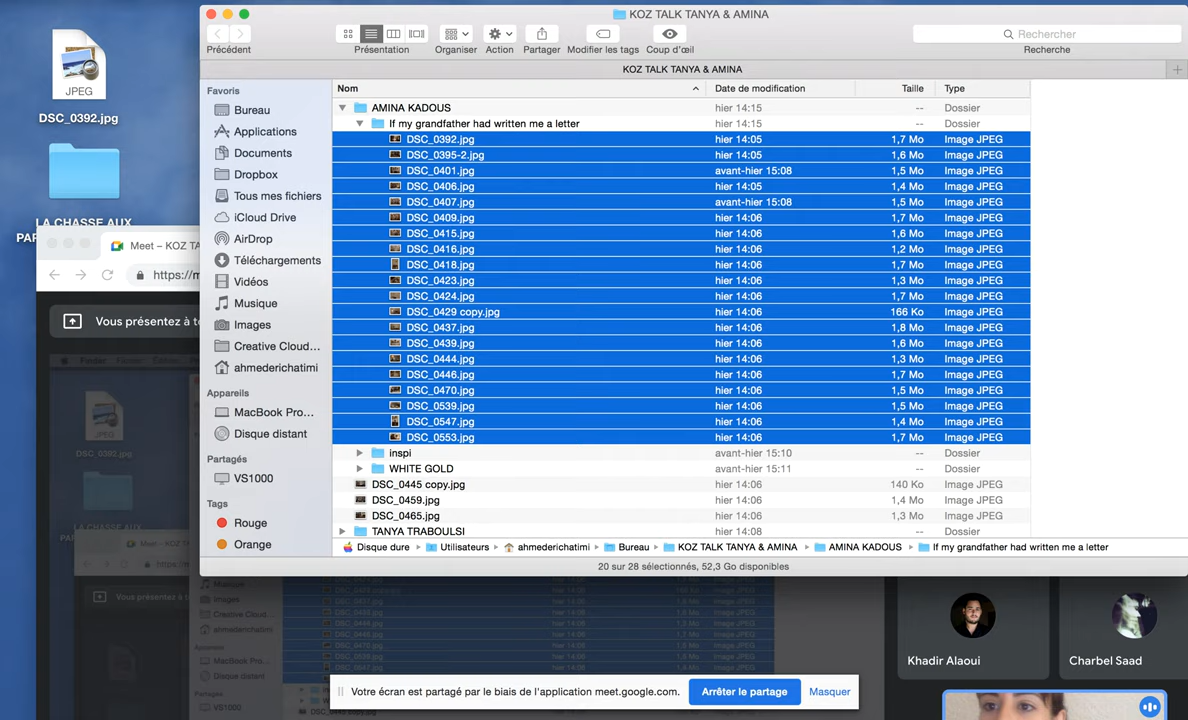 KOZ TALK TANYA & AMINA
Précédent
Présentation
Organiser
Action
Partager
Modifier les tags
Coup d'œil
Rechercher
Recherche
KOZ TALK TANYA & AMINA
Favoris
Bureau
Applications
Documents
Dropbox
Tous mes fichiers
iCloud Drive
AirDrop
Téléchargements
Vidéos
Musique
Images
Creative Cloud...
ahmederichatimi
Appareils
MacBook Pro...
Disque distant
Partagés
VS1000
Tags
Rouge
Orange
Nom Date de modification Taille Type
AMINA KADOUS hier 14:15 -- Dossier
If my grandfather had written me a letter hier 14:15 -- Dossier
DSC_0392.jpg hier 14:05 1,7 Mo Image JPEG
DSC_0395-2.jpg hier 14:05 1,6 Mo Image JPEG
DSC_0401.jpg avant-hier 15:08 1,5 Mo Image JPEG
DSC_0406.jpg hier 14:05 1,4 Mo Image JPEG
DSC_0407.jpg avant-hier 15:08 1,5 Mo Image JPEG
DSC_0409.jpg hier 14:06 1,7 Mo Image JPEG
DSC_0415.jpg hier 14:06 1,6 Mo Image JPEG
DSC_0416.jpg hier 14:06 1,2 Mo Image JPEG
DSC_0418.jpg hier 14:06 1,7 Mo Image JPEG
DSC_0423.jpg hier 14:06 1,3 Mo Image JPEG
DSC_0424.jpg hier 14:06 1,7 Mo Image JPEG
DSC_0429 copy.jpg hier 14:06 166 Ko Image JPEG
DSC_0437.jpg hier 14:06 1,8 Mo Image JPEG
DSC_0439.jpg hier 14:06 1,6 Mo Image JPEG
DSC_0444.jpg hier 14:06 1,3 Mo Image JPEG
DSC_0446.jpg hier 14:06 1,7 Mo Image JPEG
DSC_0470.jpg hier 14:06 1,5 Mo Image JPEG
DSC_0539.jpg hier 14:06 1,5 Mo Image JPEG
DSC_0547.jpg hier 14:06 1,4 Mo Image JPEG
DSC_0553.jpg hier 14:06 1,7 Mo Image JPEG
inspi avant-hier 15:10 -- Dossier
WHITE GOLD avant-hier 15:11 -- Dossier
DSC_0445 copy.jpg hier 14:06 140 Ko Image JPEG
DSC_0459.jpg hier 14:06 1,4 Mo Image JPEG
DSC_0465.jpg hier 14:06 1,3 Mo Image JPEG
TANYA TRABOULSI hier 14:08 -- Dossier
Disque dure Utilisateurs ahmederichatimi Bureau KOZ TALK TANYA & AMINA AMINA KADOUS If my grandfather had written me a letter
20 sur 28 sélectionnés, 52,3 Go disponibles
JPEG
DSC_0392.jpg
LA CHASSE AUX
Meet – KOZ TA
https://m
Vous présentez à
Khadir Alaoui
Charbel Saad
Votre écran est partagé par le biais de l'application meet.google.com.
Arrêter le partage
Masquer